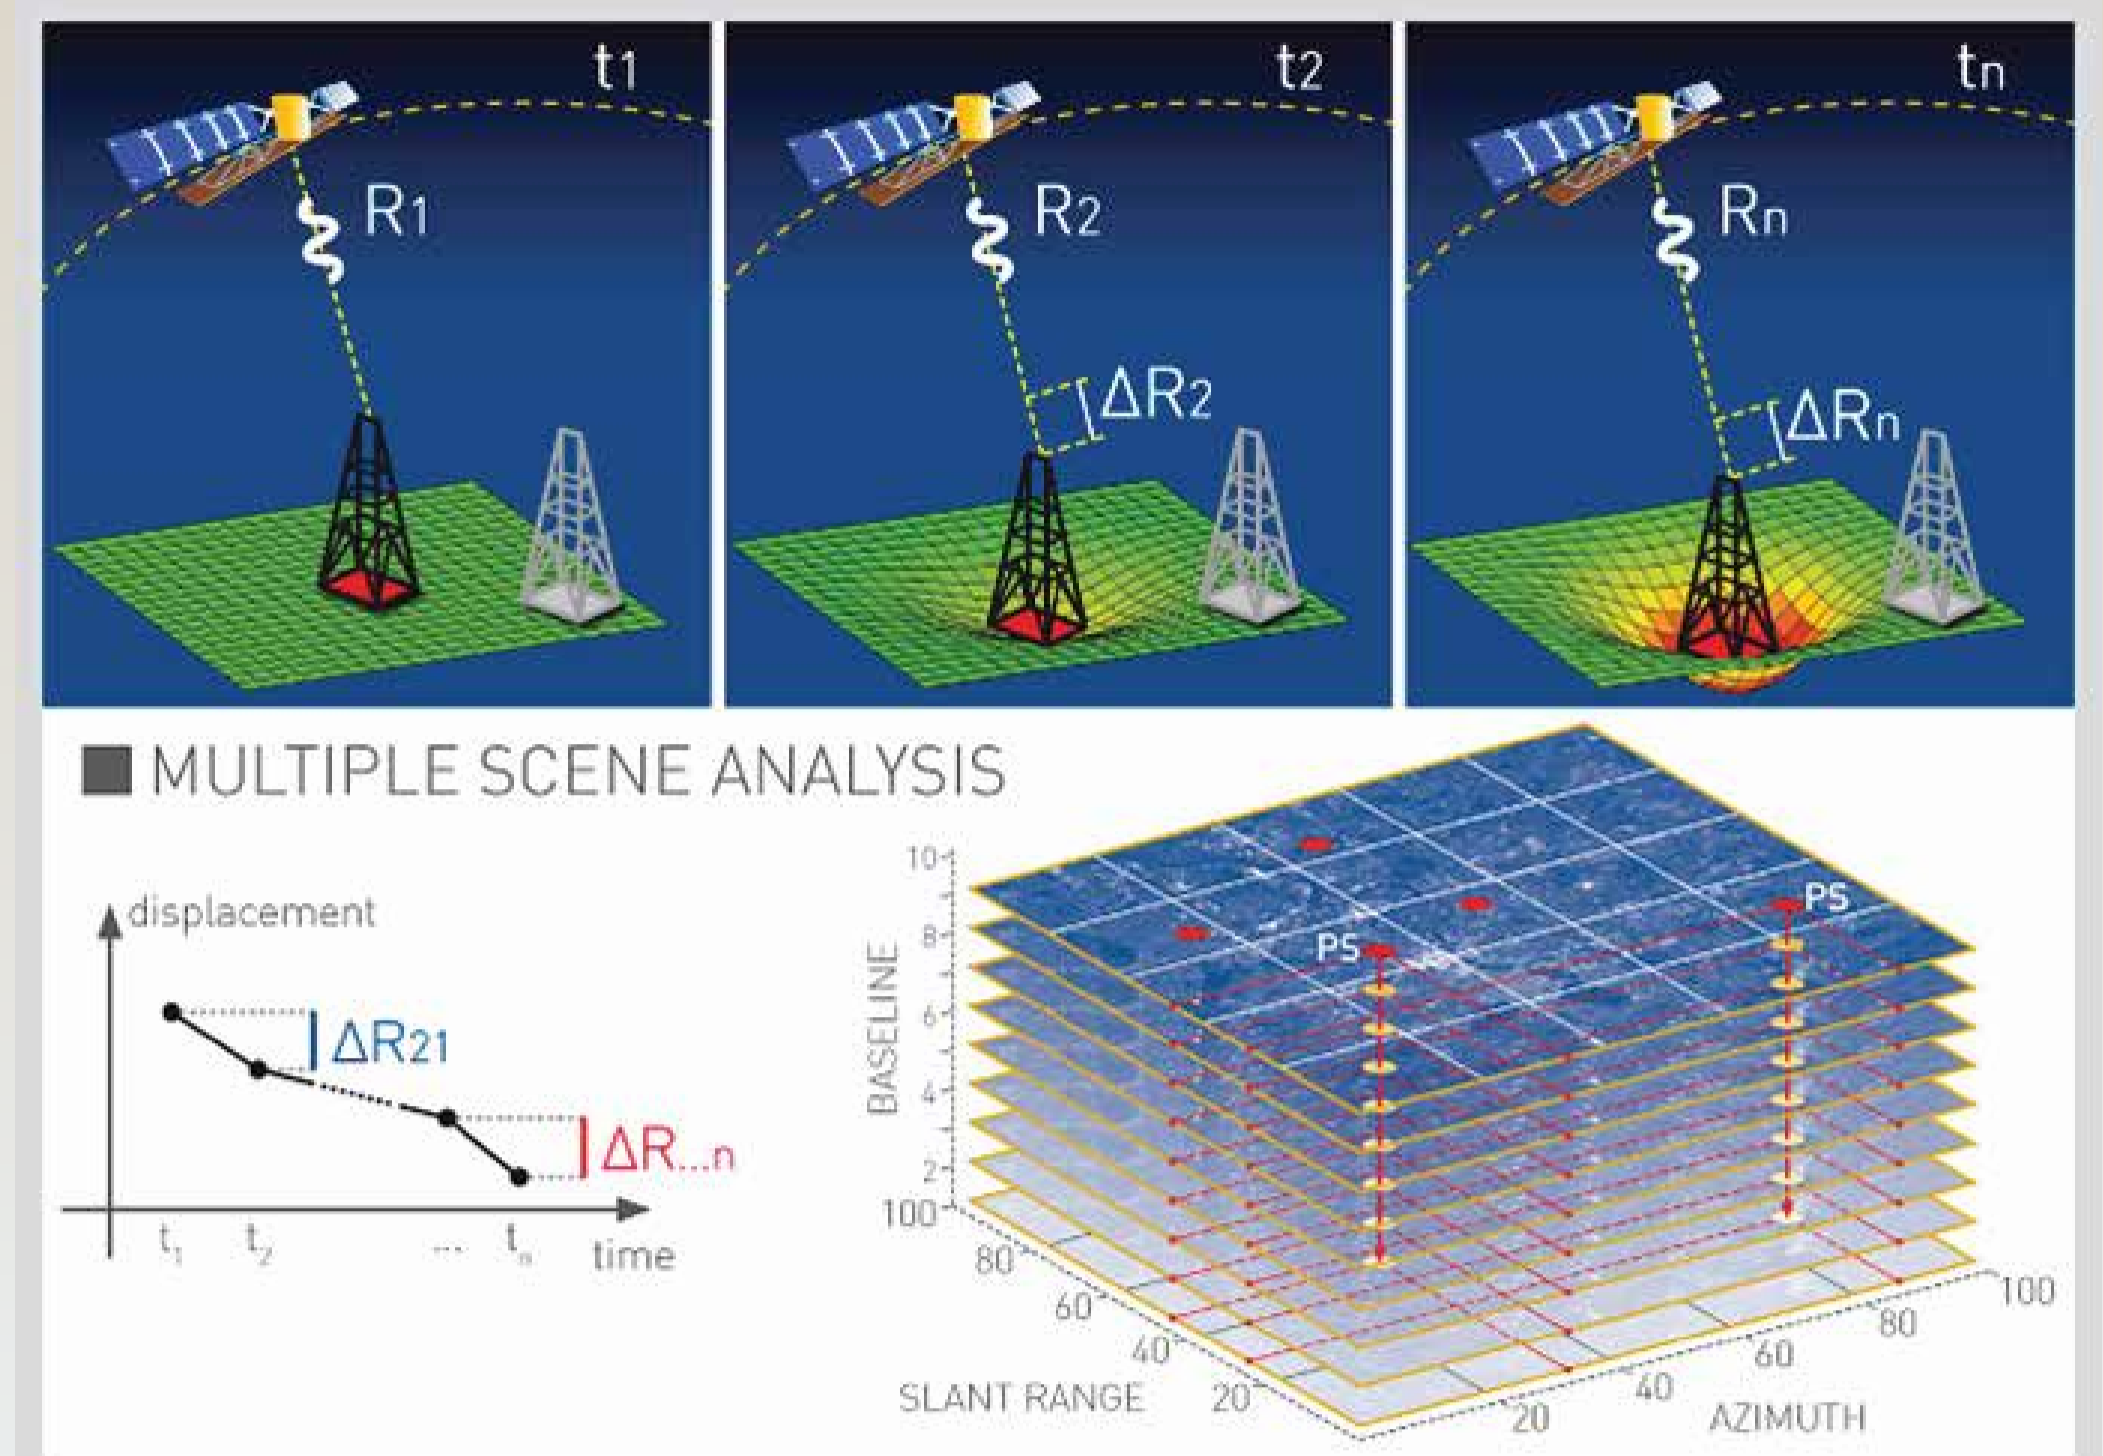 t1
R1
t2
R2
ΔR2
tn
Rn
ΔRn
MULTIPLE SCENE ANALYSIS
displacement
ΔR21
ΔR...n
t1
t2
...
tn
time
BASELINE
10
8
6
4
2
PS
PS
100
80
60
40
20
SLANT RANGE
20
40
60
80
100
AZIMUTH